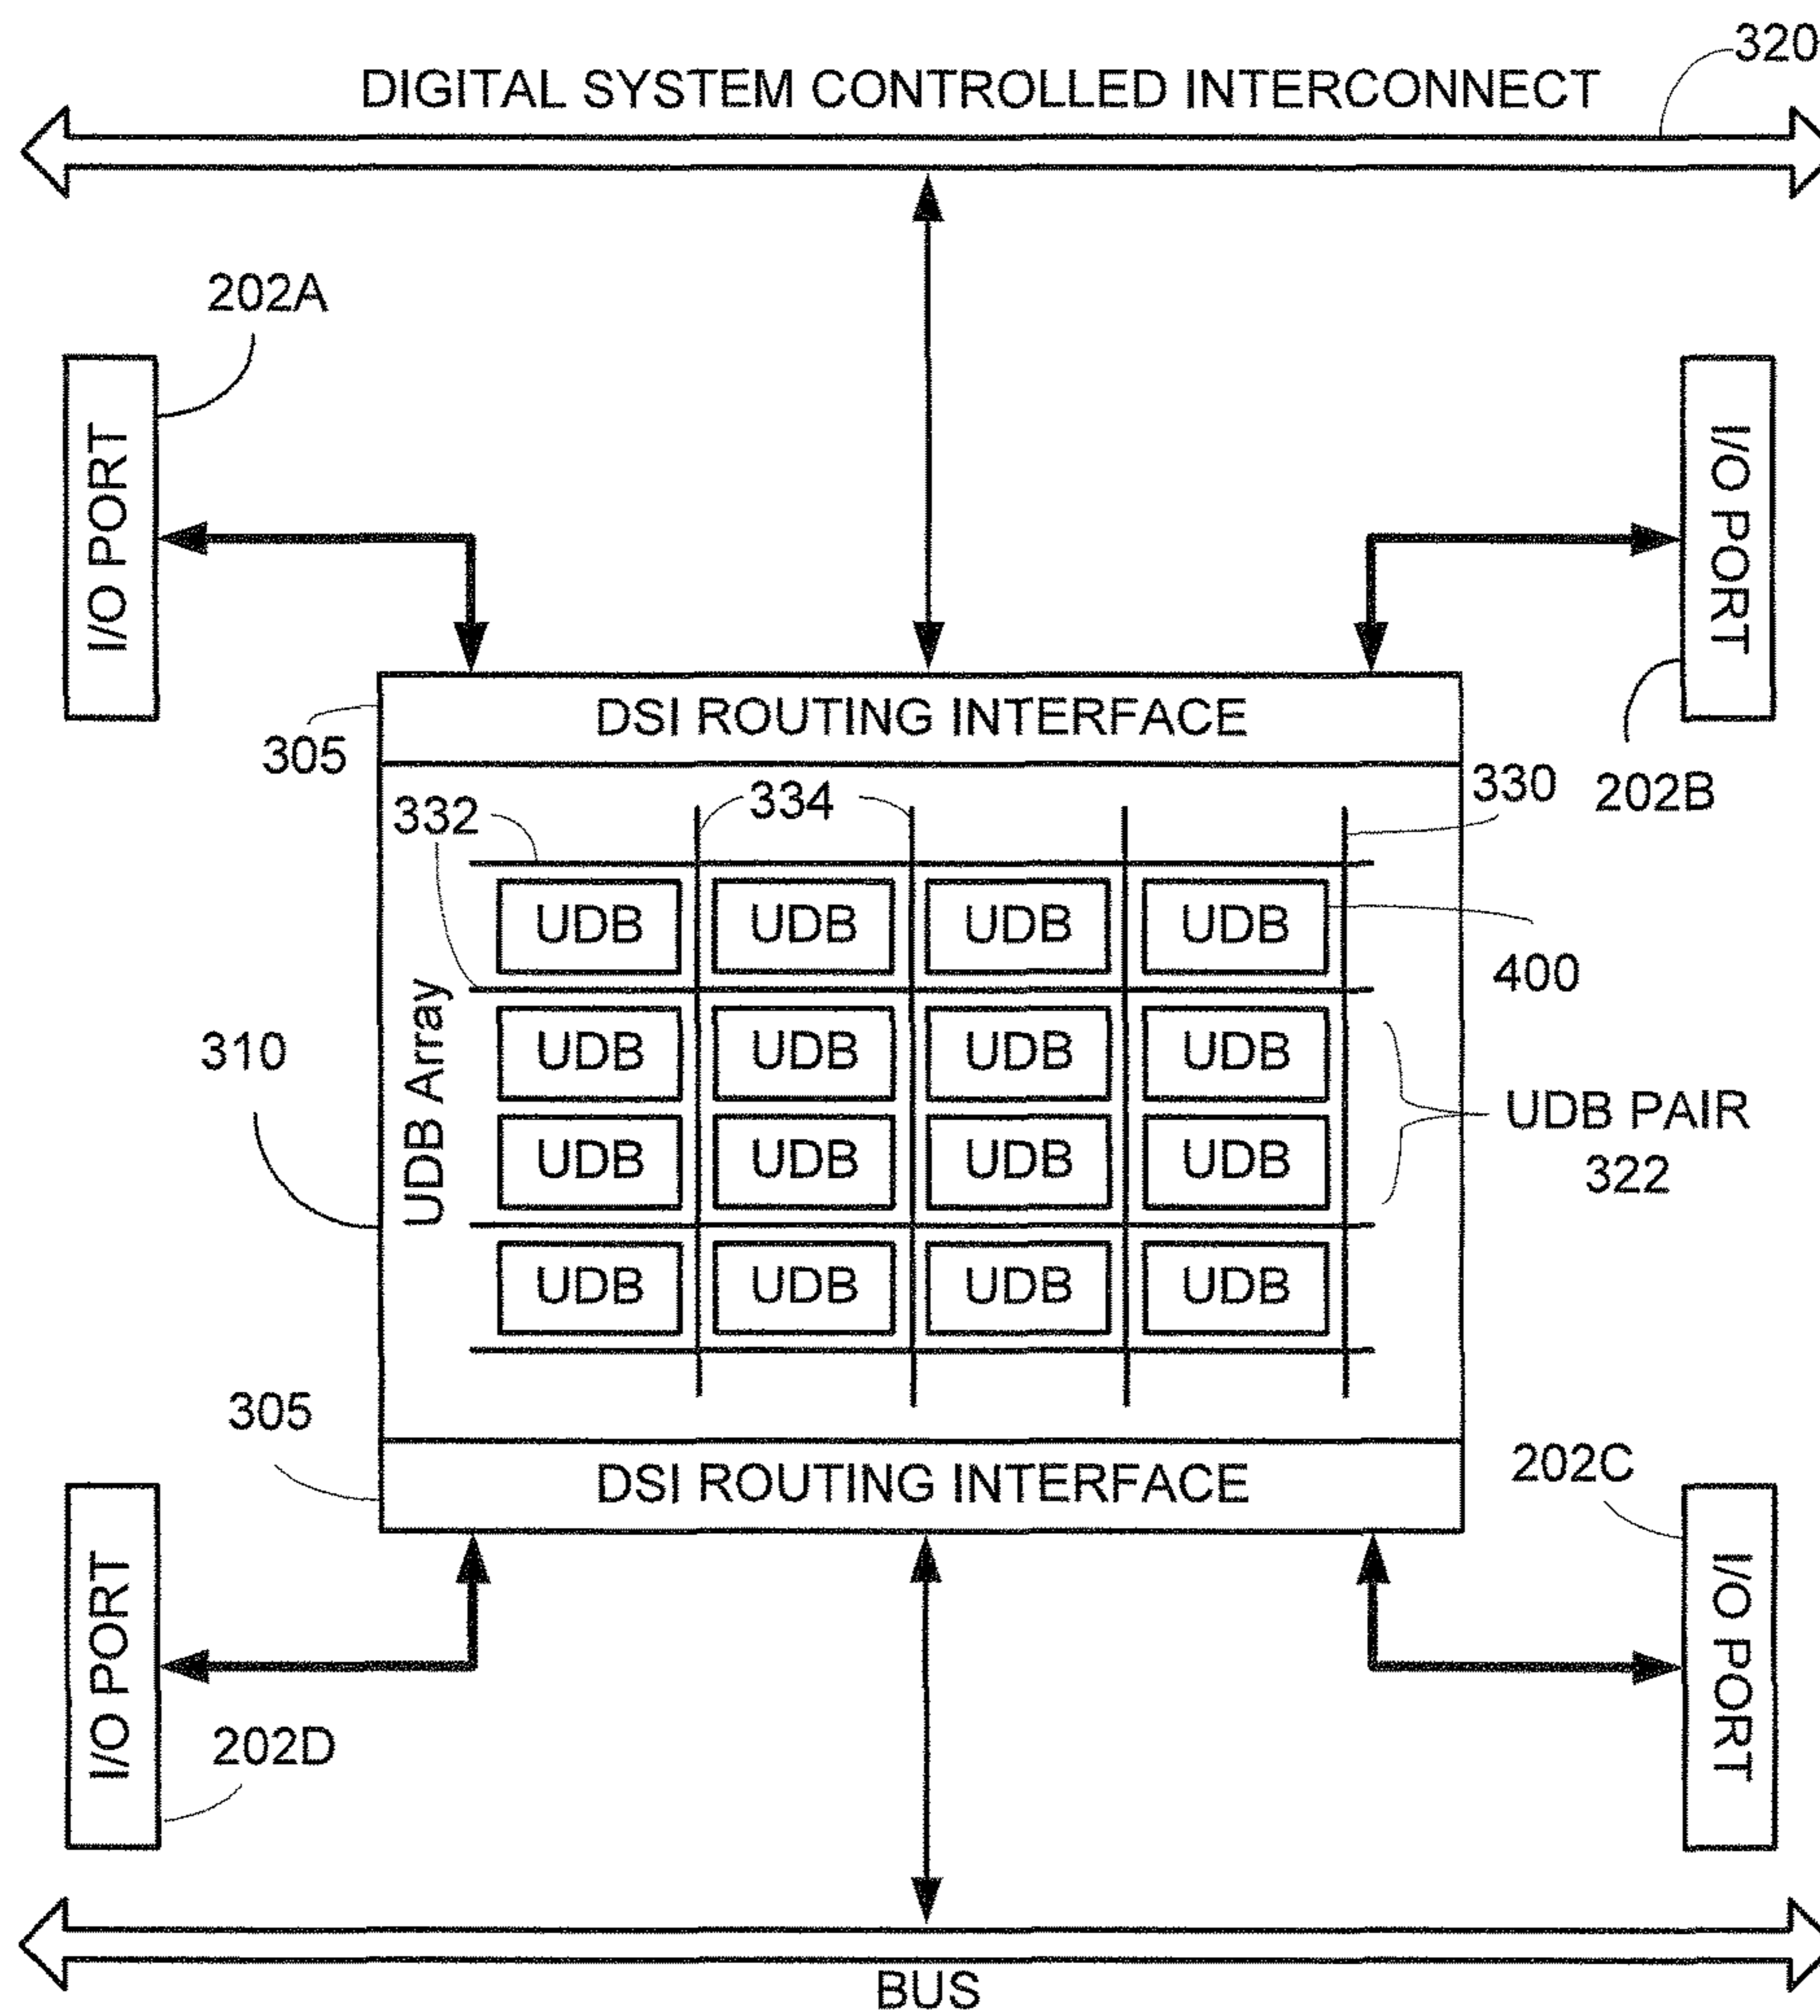 320
DIGITAL SYSTEM CONTROLLED INTERCONNECT
202A
I/O PORT
I/O PORT
202B
DSI ROUTING INTERFACE
305
330
334
332
UDB UDB UDB UDB
400
UDB Array
310
UDB UDB UDB UDB
UDB PAIR
322
UDB UDB UDB UDB
UDB UDB UDB UDB
305
DSI ROUTING INTERFACE
202C
I/O PORT
I/O PORT
202D
BUS